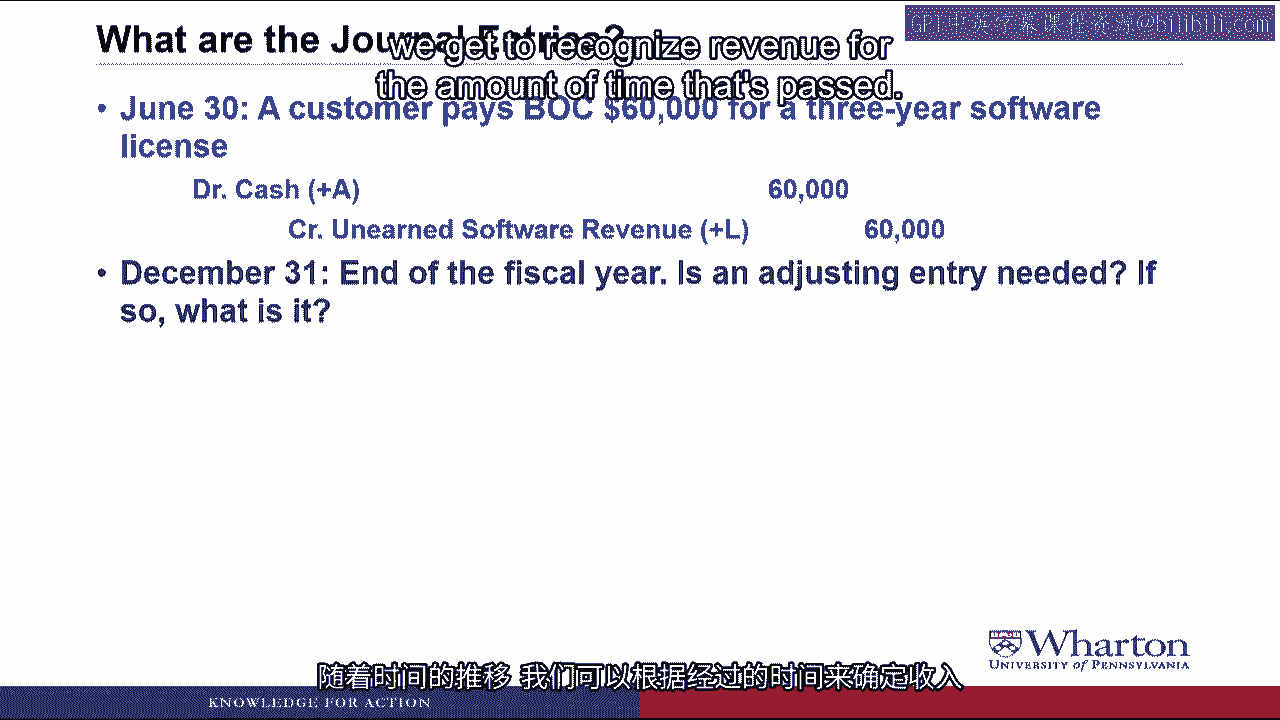 What are the Journal Entries?
we get to recognize revenue for
the amount of time that's passed.
• June 30: A customer pays BOC $60,000 for a three-year software
license
Dr. Cash (+A) 60,000
Cr. Unearned Software Revenue (+L) 60,000
• December 31: End of the fiscal year. Is an adjusting entry needed? If
so, what is it?
Wharton
UNIVERSITY of PENNSYLVANIA
随着时间的推移 我们可以根据经过的时间来确定收入
KNOWLEDGE FOR ACTION